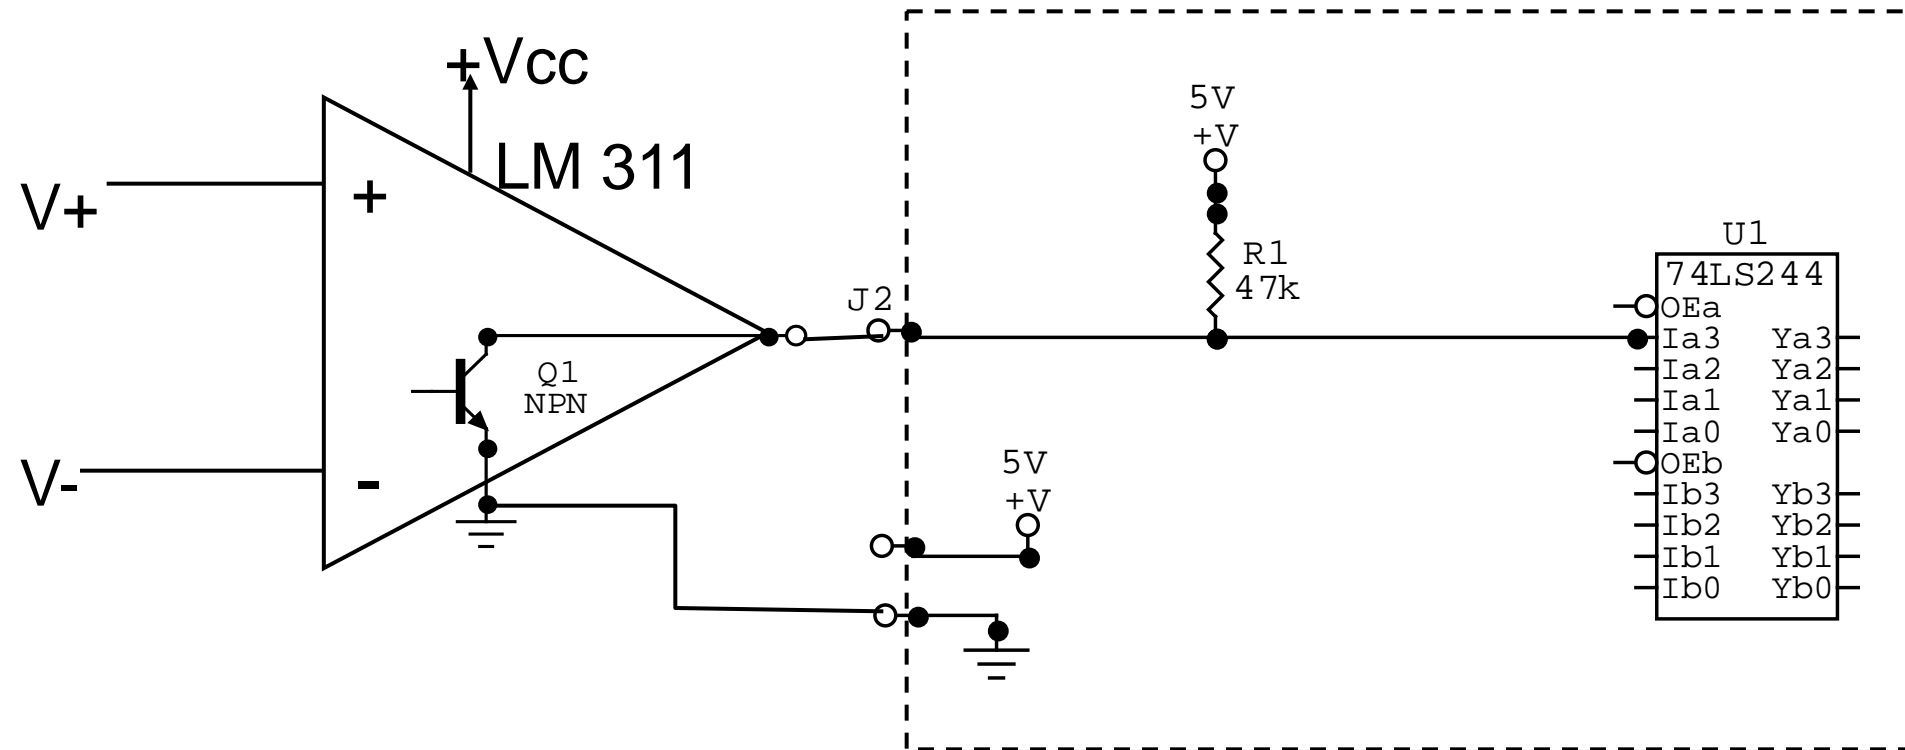 +Vcc
LM 311
V+
+
V-
-
Q1
NPN
J2
5V
+V
R1
47k
5V
+V
U1
74LS244
OEa
Ia3 Ya3
Ia2 Ya2
Ia1 Ya1
Ia0 Ya0
OEb
Ib3 Yb3
Ib2 Yb2
Ib1 Yb1
Ib0 Yb0